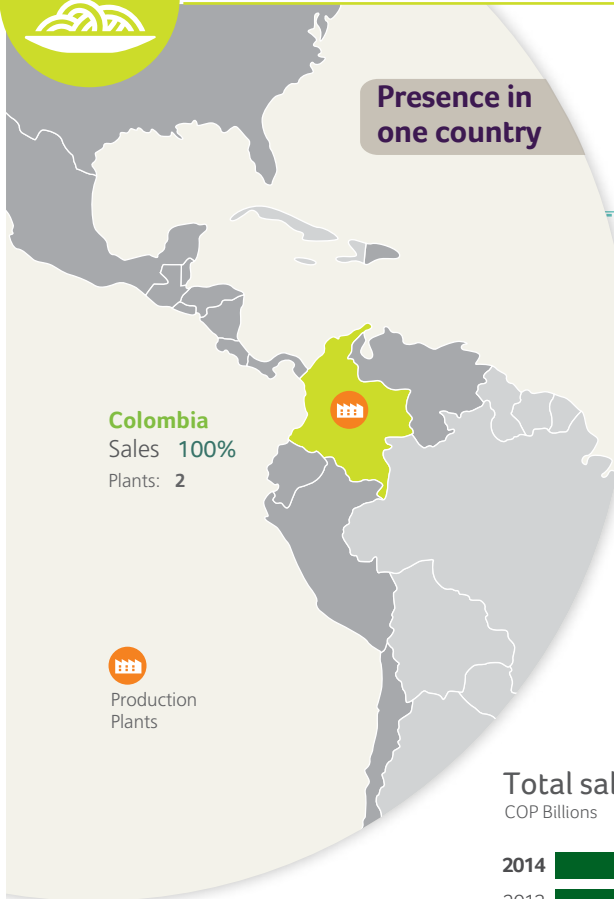 Presence in
one country
Colombia
Sales 100%
Plants: 2
Production
Plants
Total sal
COP Billions
2014